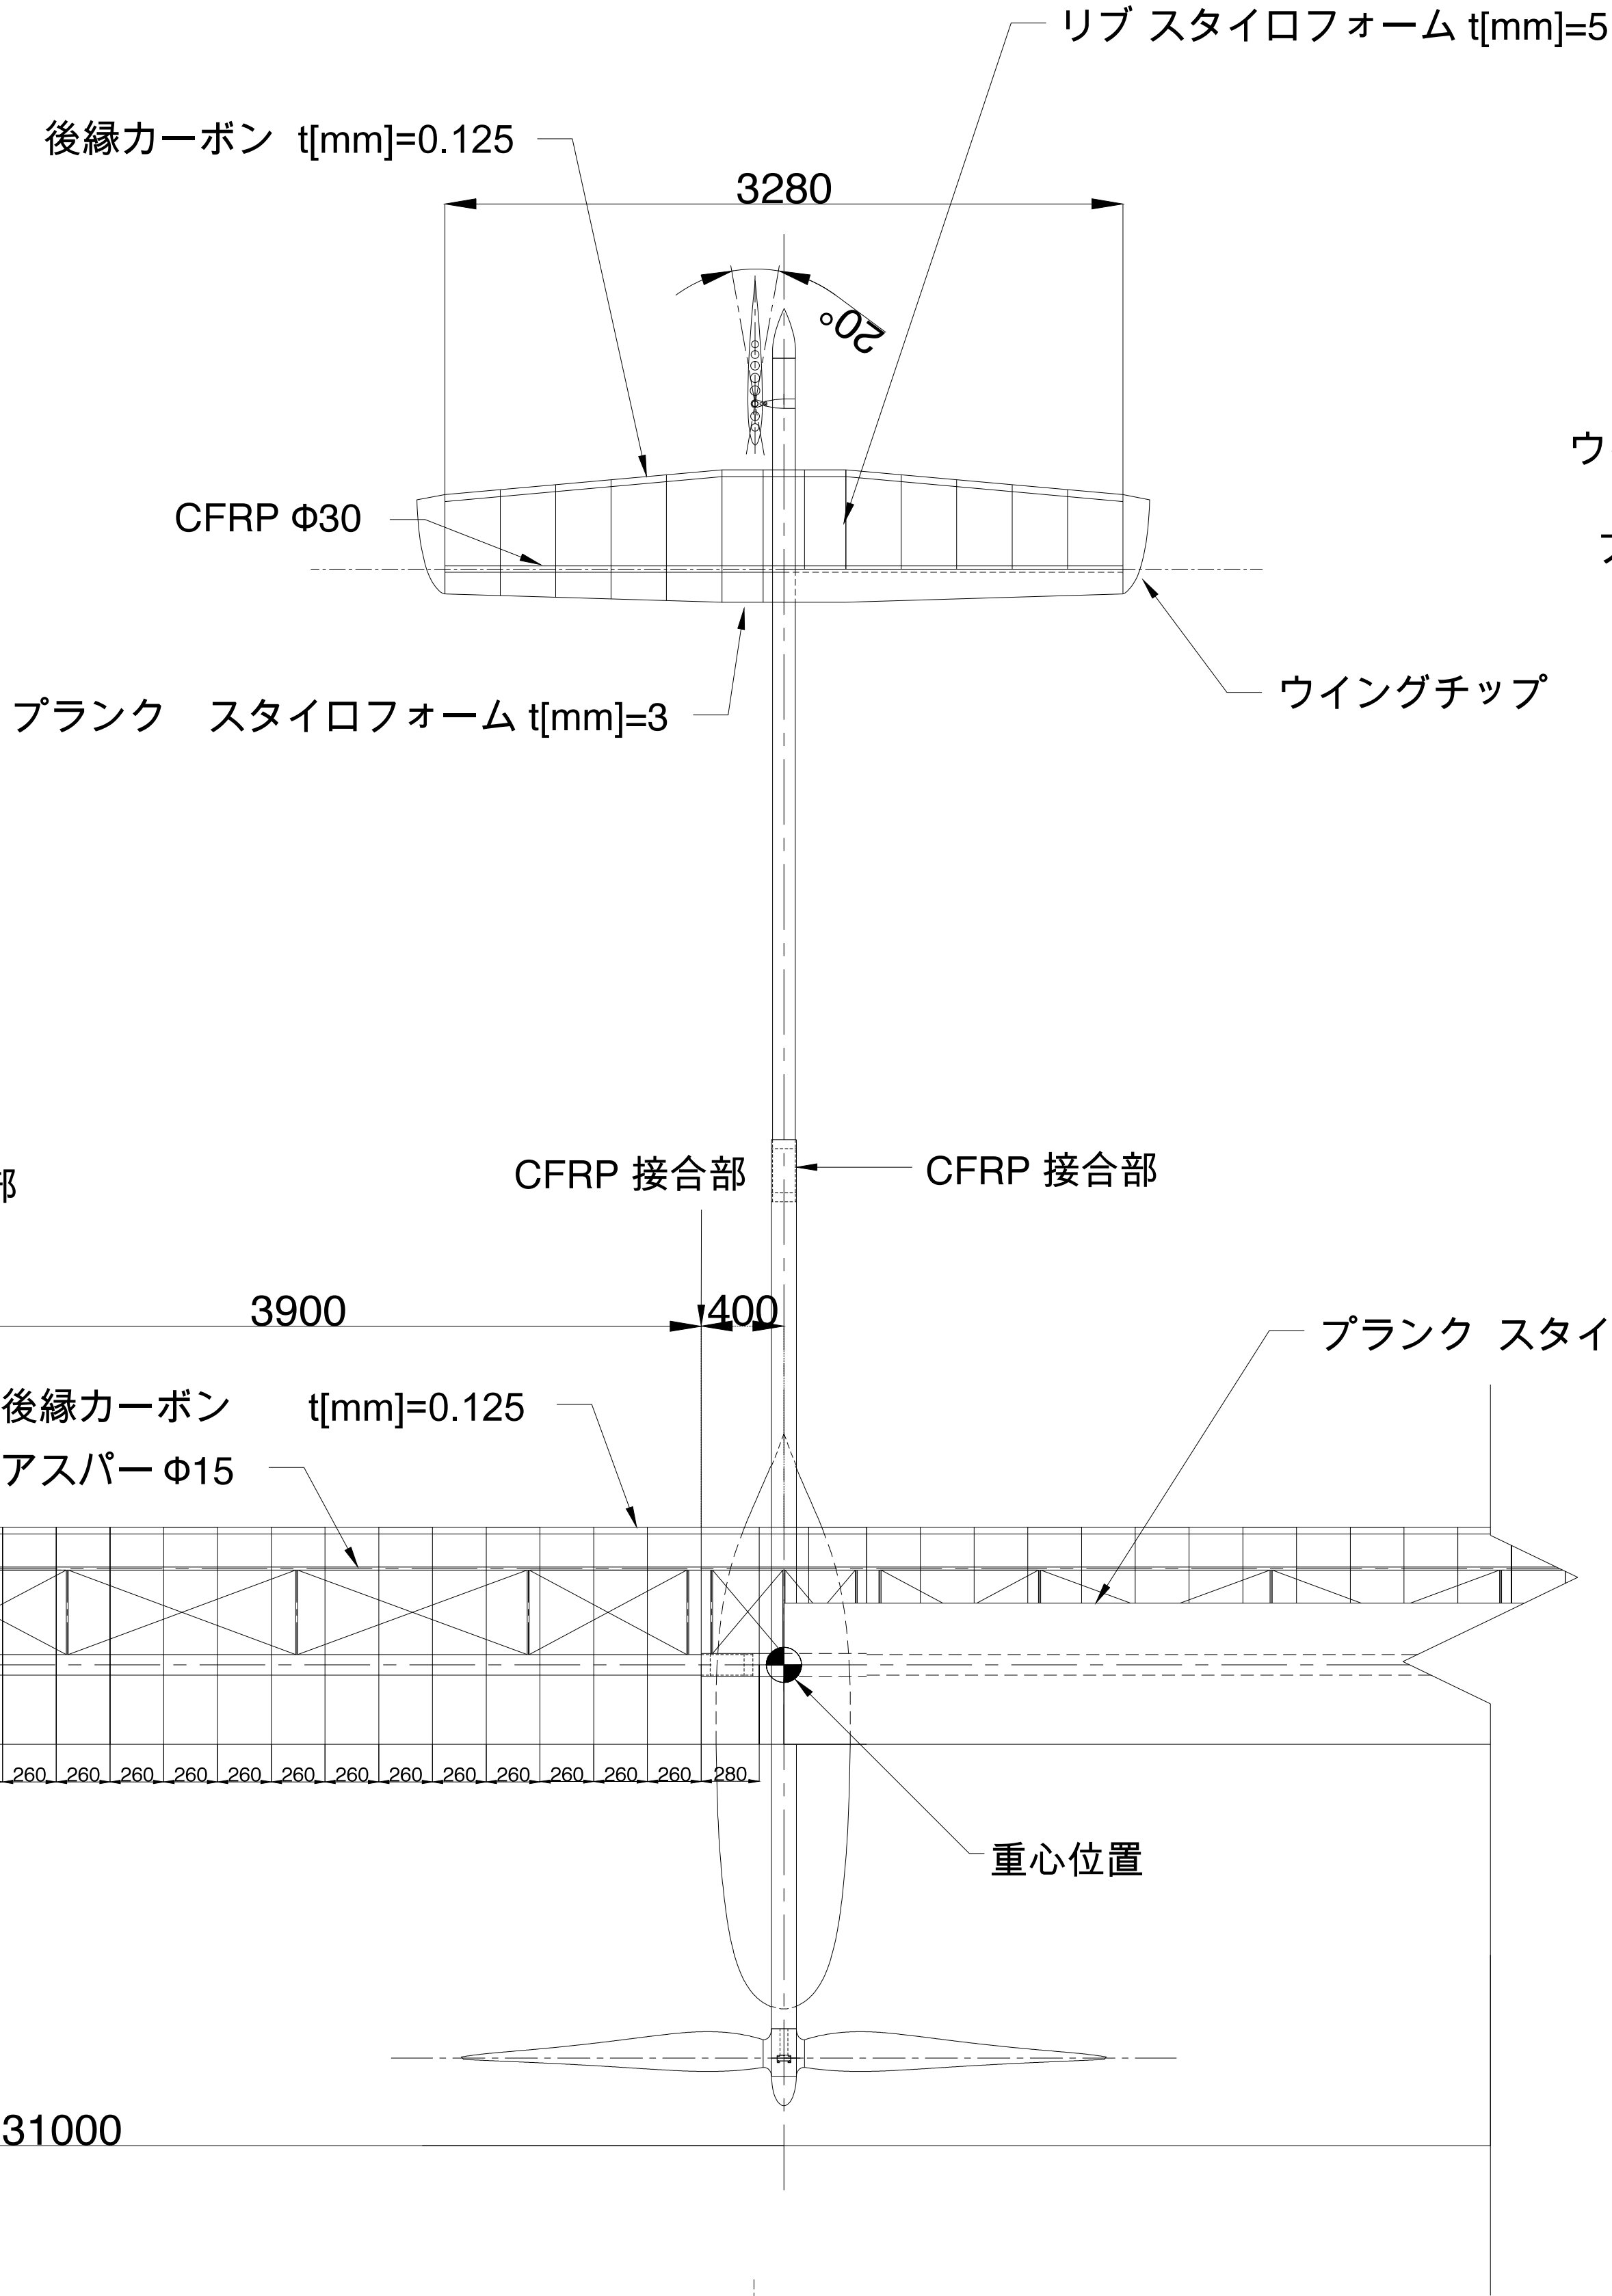 リブ スタイロフォーム t[mm]=5
後縁カーボン t[mm]=0.125
3280
20°
ウ
CFRP Φ30
ウイングチップ
プランク スタイロフォーム t[mm]=3
部
CFRP 接合部
CFRP 接合部
3900
400
プランク スタイ
後縁カーボン t[mm]=0.125
アスパー Φ15
260 260 260 260 260 260 260 260 260 260 260 260 260 280
重心位置
31000